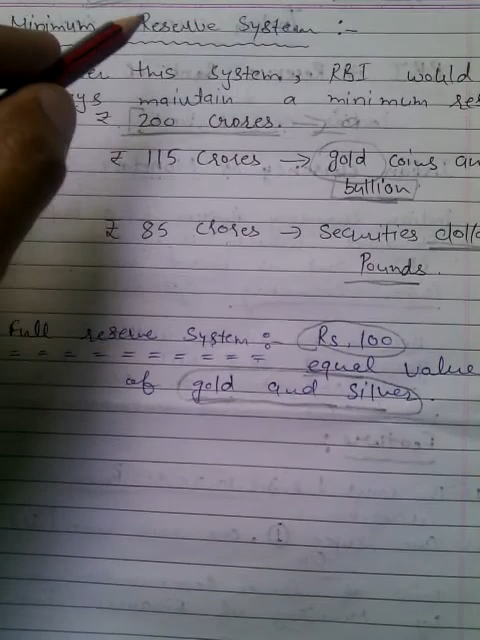 Minimum Reserve System :-
this system, RBI would
maintain a minimum
₹ 200 crores.
₹ 115 Crores → gold coins
bullion
₹ 85 Crores → Securities
Pounds.
Full reserve System :- Rs. 100
equal value
of gold and silver.